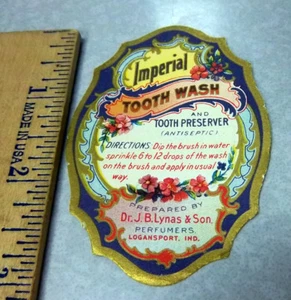 Imperial
TOOTH WASH
AND
TOOTH PRESERVER
(ANTISEPTIC)
DIRECTIONS: Dip the brush in water
sprinkle 6 to 12 drops of the wash
on the brush and apply in usual
way.
PREPARED BY
Dr. J. B. Lynas & Son,
PERFUMERS,
LOGANSPORT, IND.
MADE IN USA
1
2